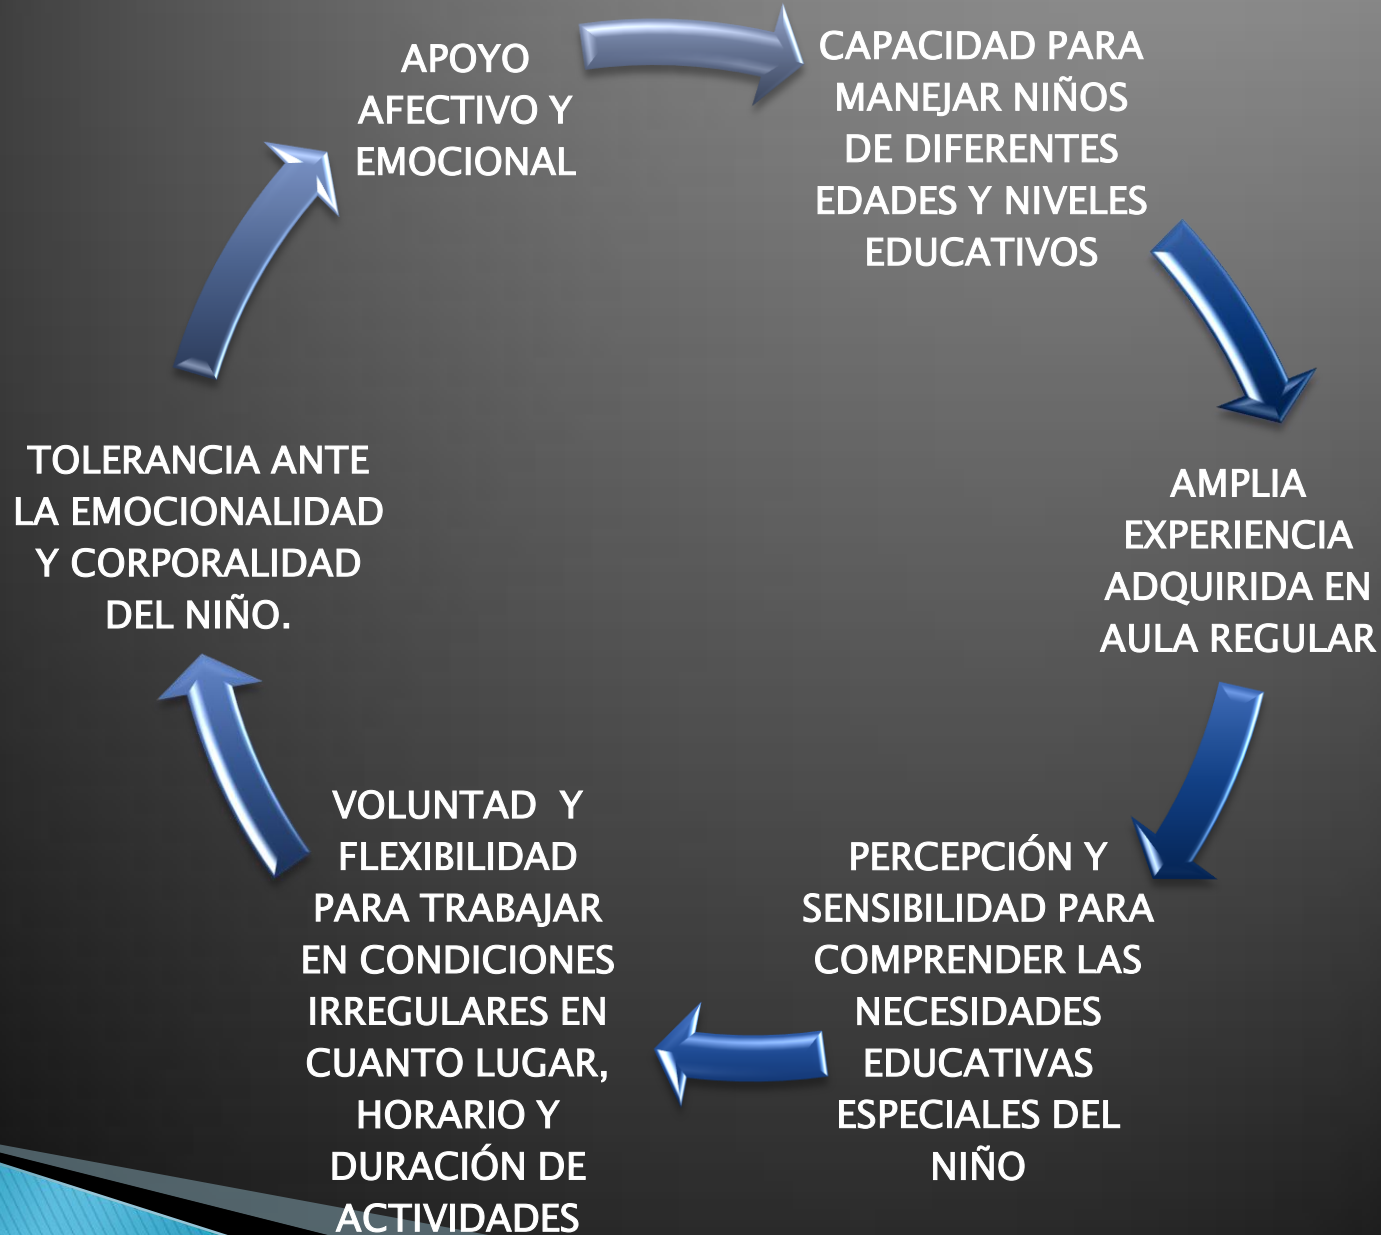 APOYO
AFECTIVO Y
EMOCIONAL
CAPACIDAD PARA
MANEJAR NIÑOS
DE DIFERENTES
EDADES Y NIVELES
EDUCATIVOS
AMPLIA
EXPERIENCIA
ADQUIRIDA EN
AULA REGULAR
PERCEPCIÓN Y
SENSIBILIDAD PARA
COMPRENDER LAS
NECESIDADES
EDUCATIVAS
ESPECIALES DEL
NIÑO
VOLUNTAD Y
FLEXIBILIDAD
PARA TRABAJAR
EN CONDICIONES
IRREGULARES EN
CUANTO LUGAR,
HORARIO Y
DURACIÓN DE
ACTIVIDADES
TOLERANCIA ANTE
LA EMOCIONALIDAD
Y CORPORALIDAD
DEL NIÑO.